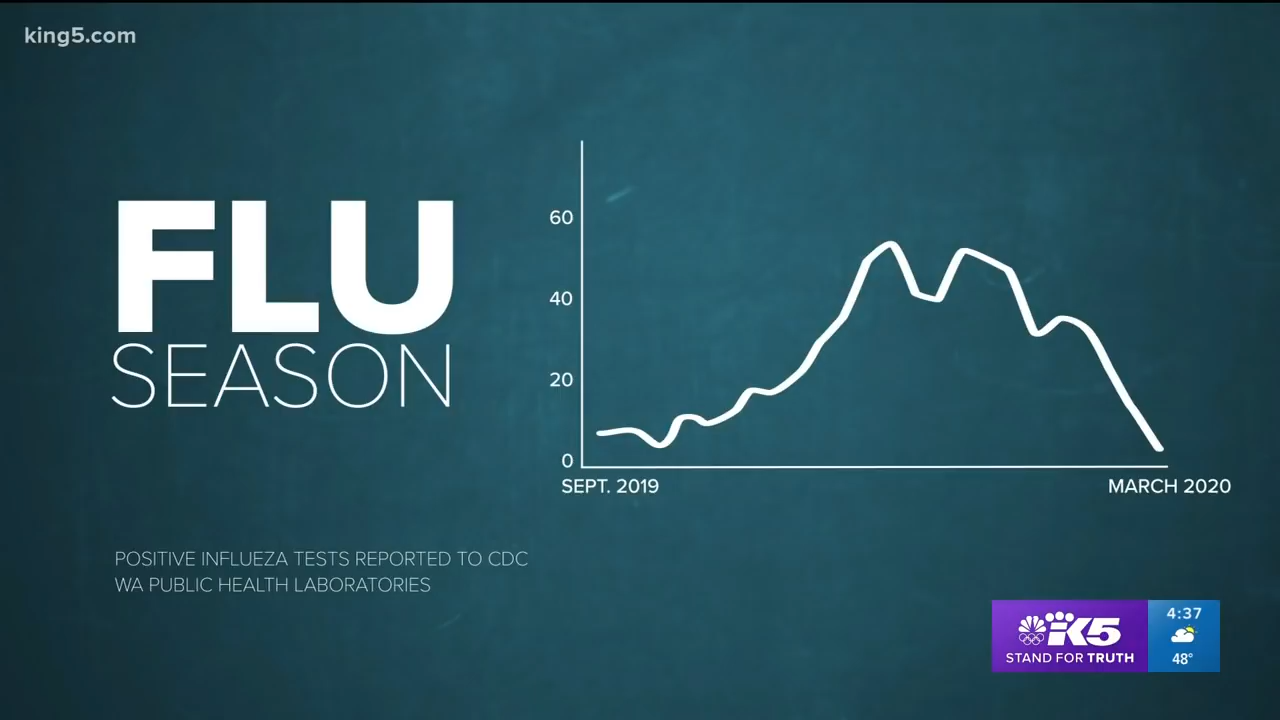 king5.com
FLU
SEASON
60
40
20
0
SEPT. 2019
MARCH 2020
POSITIVE INFLUEZA TESTS REPORTED TO CDC
WA PUBLIC HEALTH LABORATORIES
K5
STAND FOR TRUTH
4:37
48°